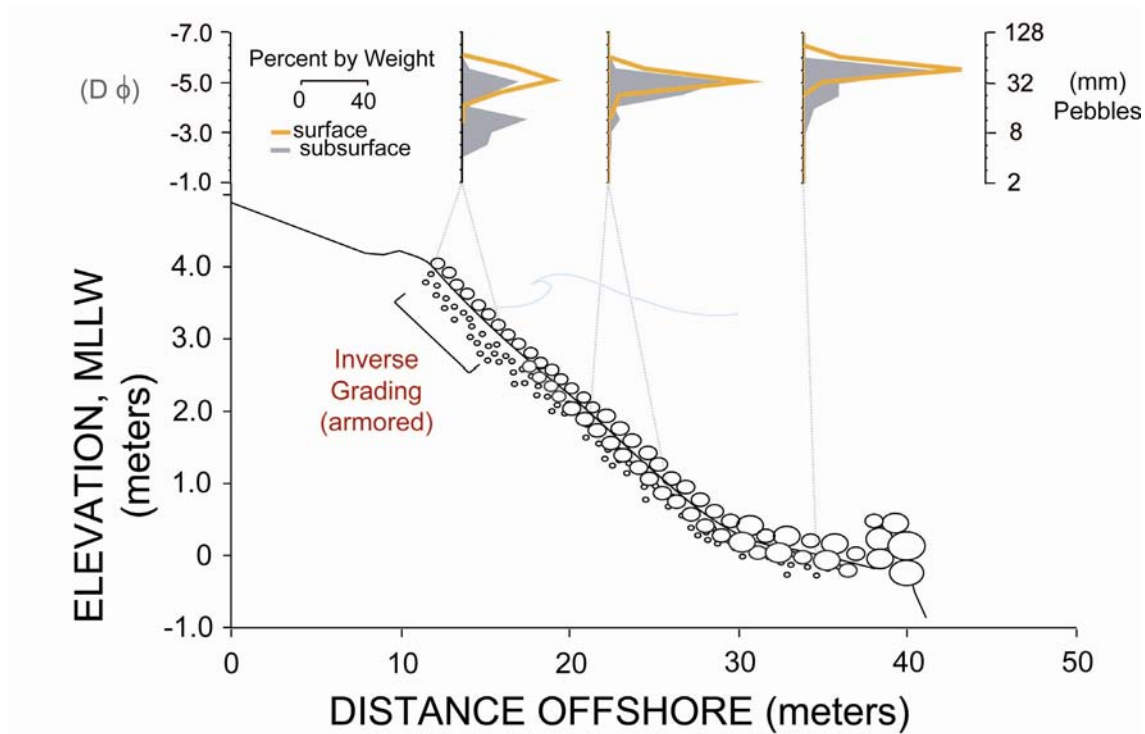 -7.0
-5.0
-3.0
-1.0
(D ϕ)
Percent by Weight
0 40
surface
subsurface
128
32
8
2
(mm)
Pebbles
ELEVATION, MLLW
(meters)
4.0
3.0
2.0
1.0
0
-1.0
Inverse
Grading
(armored)
0 10 20 30 40 50
DISTANCE OFFSHORE (meters)